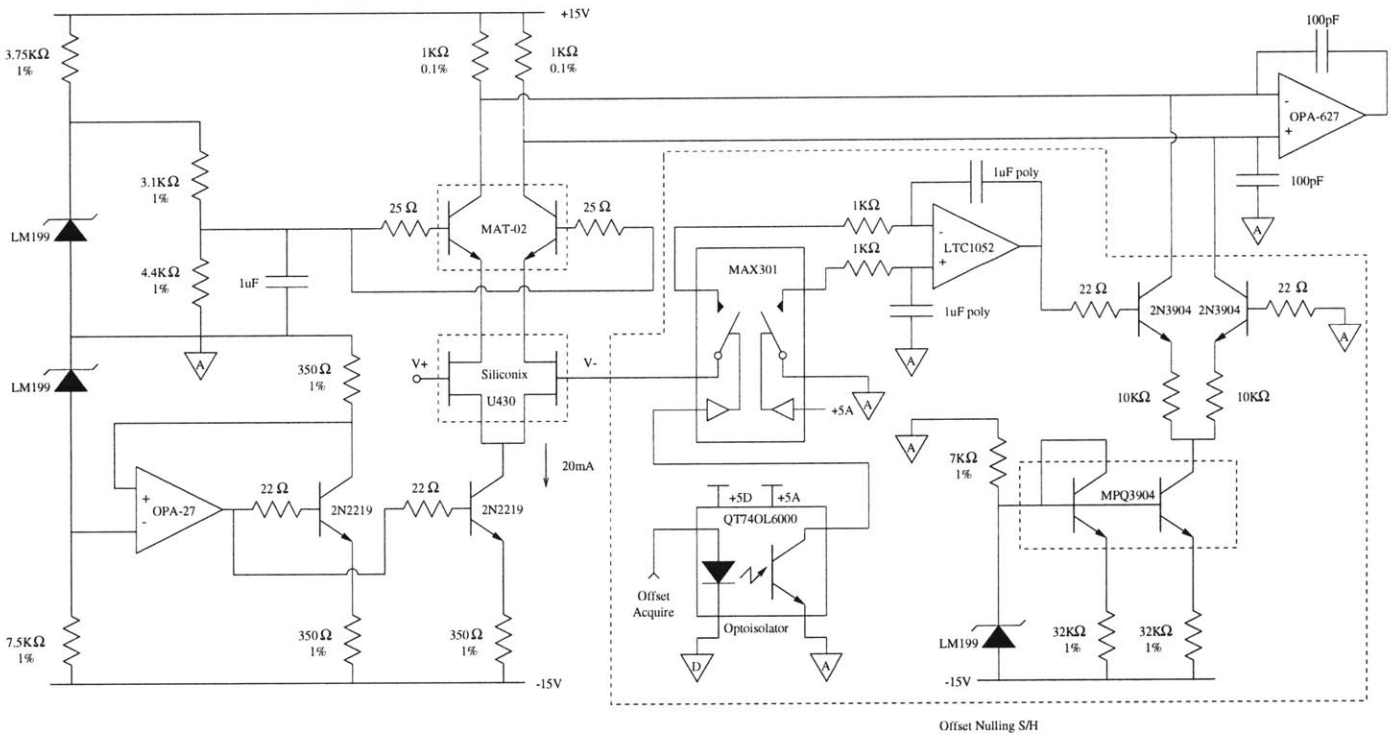 +15V
3.75KΩ
1%
1KΩ
0.1%
1KΩ
0.1%
100pF
-
+
OPA-627
3.1KΩ
1%
1uF poly
100pF
A
25 Ω
MAT-02
25 Ω
1KΩ
LM199
-
+
LTC1052
4.4KΩ
1%
1uF
MAX301
1KΩ
22 Ω
2N3904
2N3904
22 Ω
1uF poly
A
A
A
LM199
350Ω
1%
V+
Siliconix
U430
V-
+5A
A
10KΩ
10KΩ
A
20mA
7KΩ
1%
+
-
OPA-27
22 Ω
2N2219
22 Ω
2N2219
+5D
+5A
QT74OL6000
MPQ3904
Offset
Acquire
Optoisolator
7.5KΩ
1%
350Ω
1%
350Ω
1%
LM199
32KΩ
1%
32KΩ
1%
D
A
-15V
-15V
Offset Nulling S/H